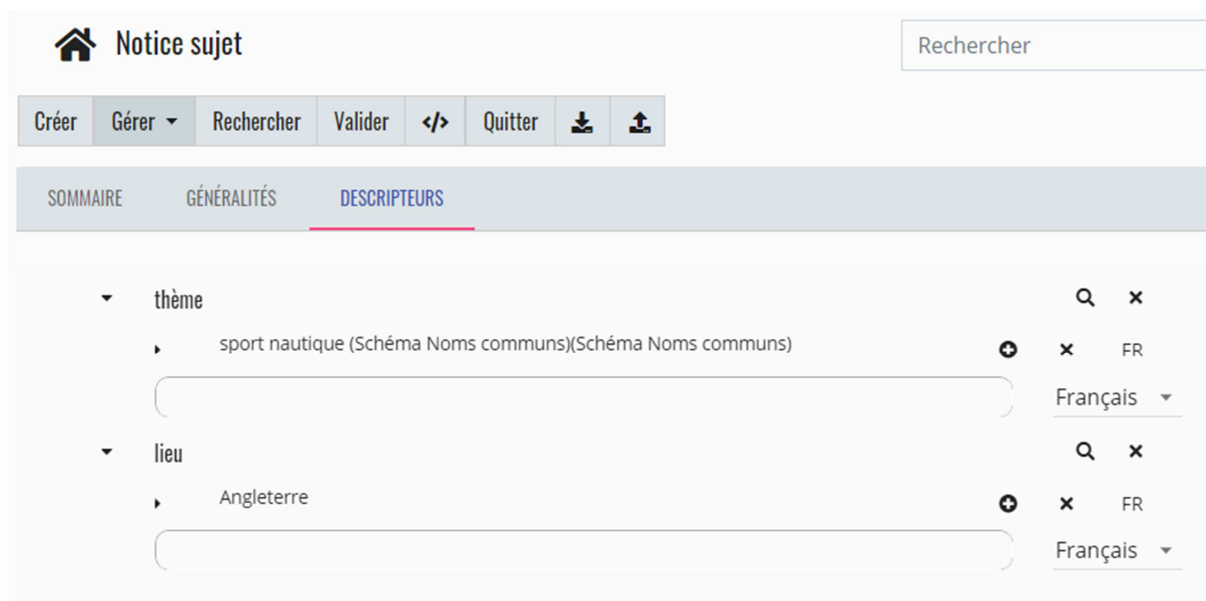 Notice sujet
Rechercher
Créer Gérer Rechercher Valider </> Quitter
SOMMAIRE GÉNÉRALITÉS DESCRIPTEURS
thème
sport nautique (Schéma Noms communs)(Schéma Noms communs)
FR
Français
lieu
Angleterre
FR
Français